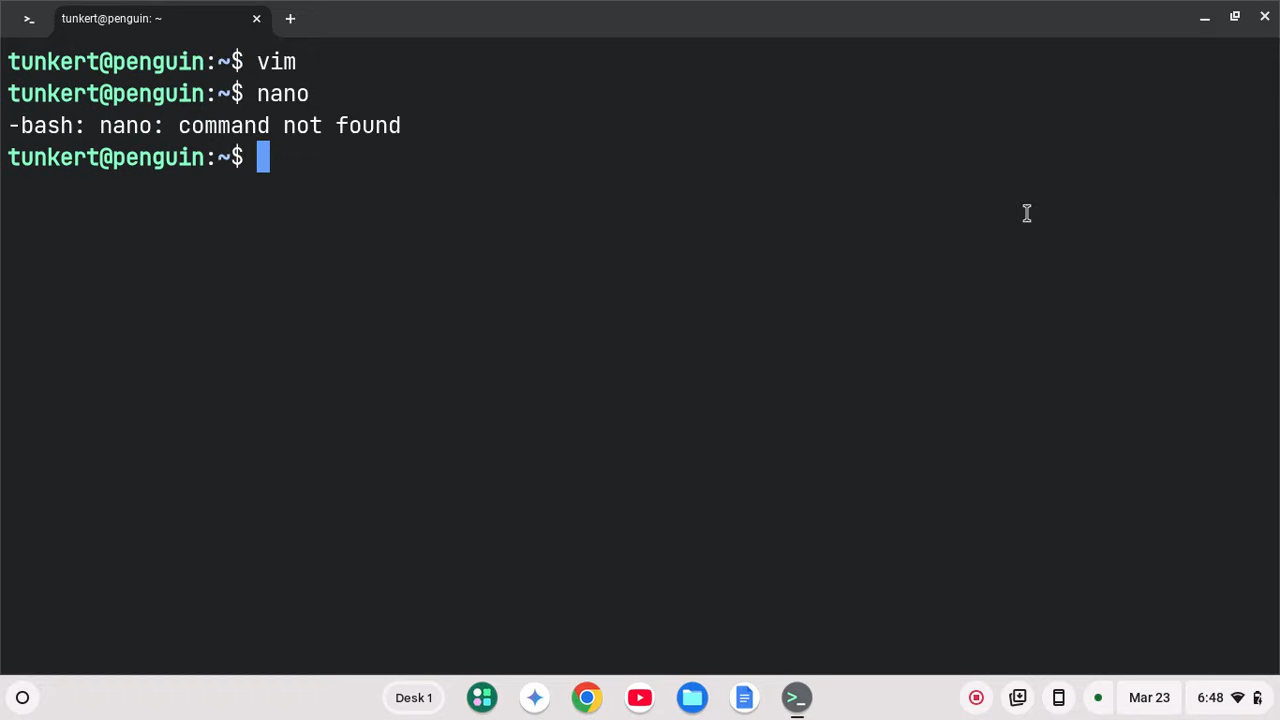 tunkert@penguin: ~
tunkert@penguin:~$ vim
tunkert@penguin:~$ nano
-bash: nano: command not found
tunkert@penguin:~$
Desk 1
Mar 23
6:48